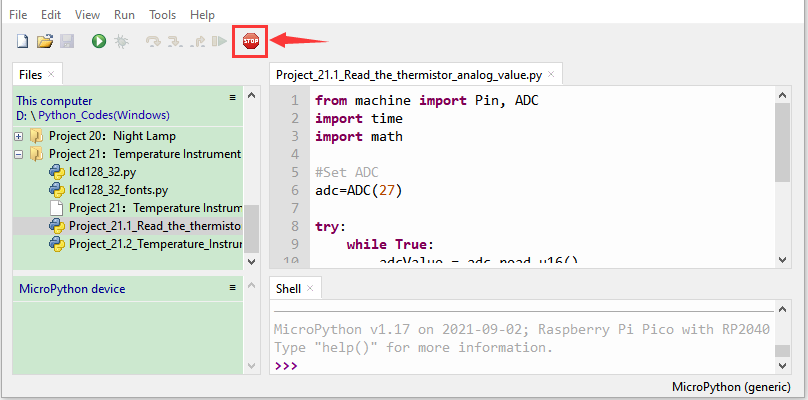 File Edit View Run Tools Help
STOP
Files
This computer
D: \ Python_Codes(Windows)
Project 20： Night Lamp
Project 21： Temperature Instrument
lcd128_32.py
lcd128_32_fonts.py
Project 21： Temperature Instrum
Project_21.1_Read_the_thermisto
Project_21.2_Temperature_Instrur
MicroPython device
Project_21.1_Read_the_thermistor_analog_value.py
1 from machine import Pin, ADC
2 import time
3 import math
4
5 #Set ADC
6 adc=ADC(27)
7
8 try:
9 while True:
10 adcValue = adc.read_u16()
Shell
MicroPython v1.17 on 2021-09-02; Raspberry Pi Pico with RP2040
Type "help()" for more information.
>>>
MicroPython (generic)